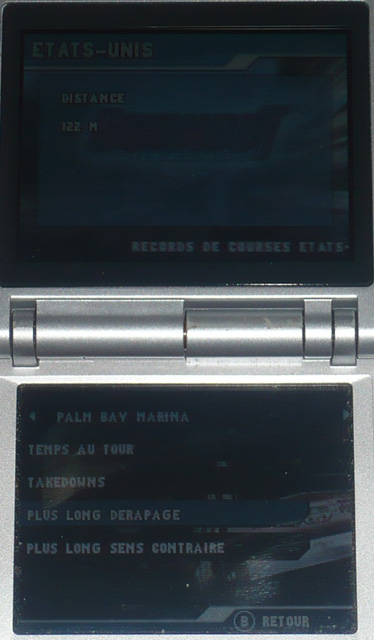 ETATS-UNIS
DISTANCE
122 M
RECORDS DE COURSES ETATS-
PALM BAY MARINA
TEMPS AU TOUR
TAKEDOWNS
PLUS LONG DERAPAGE
PLUS LONG SENS CONTRAIRE
B RETOUR